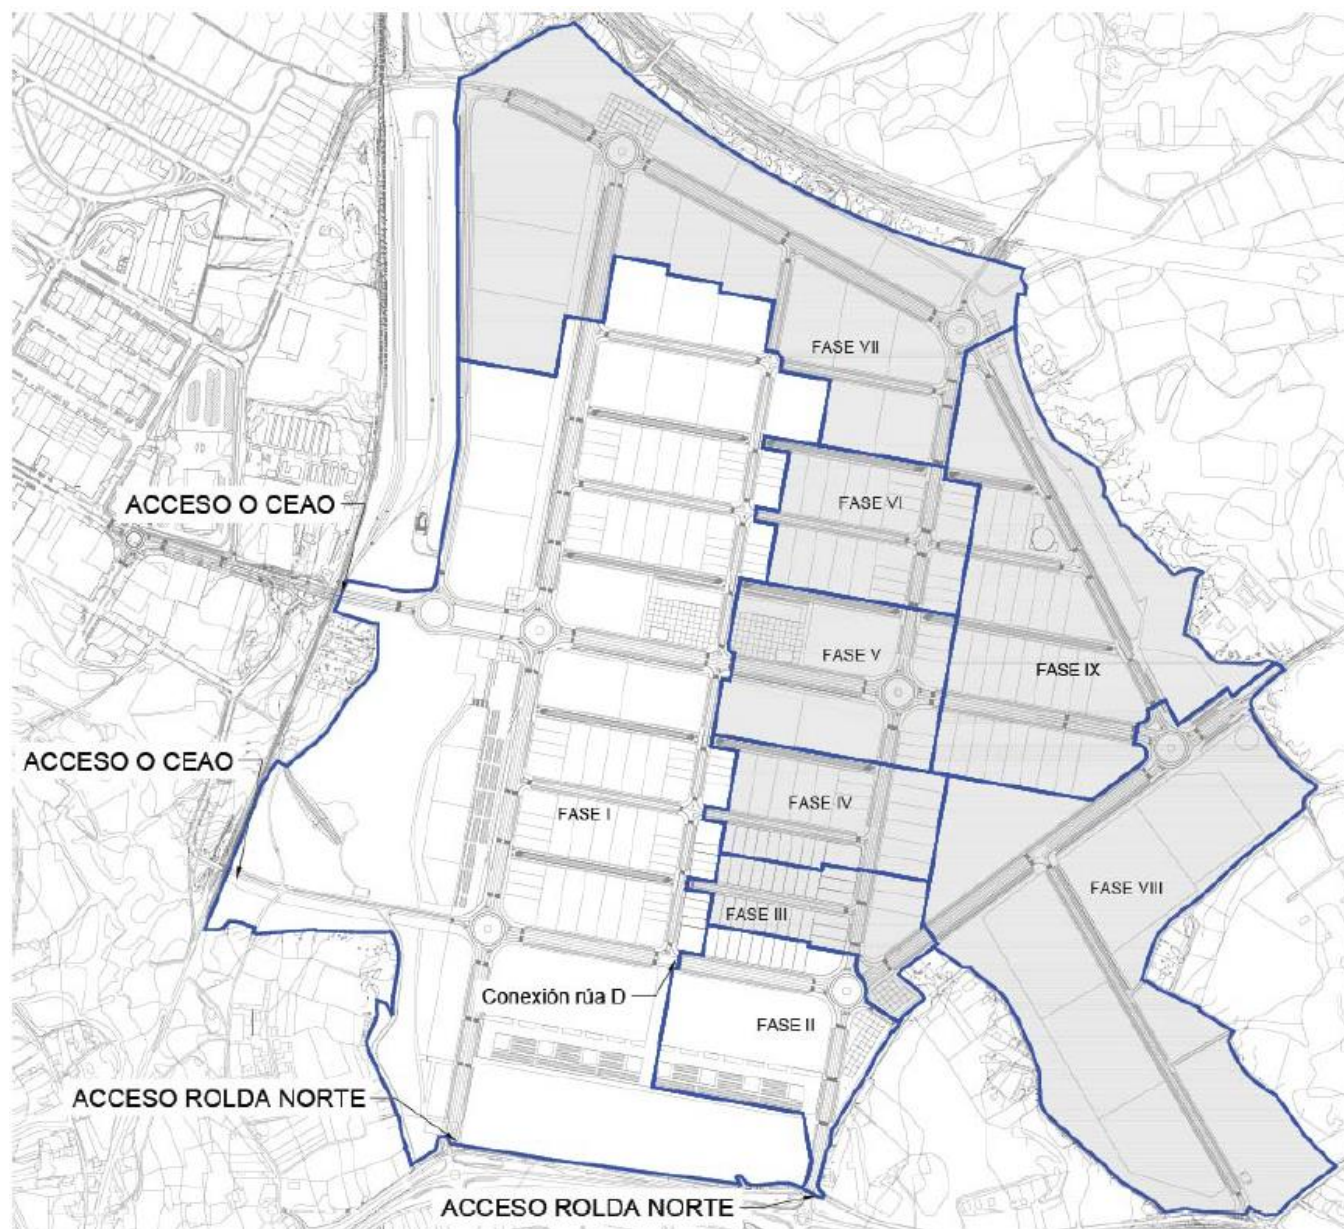 FASE VII
ACCESO O CEAO
FASE VI
FASE V
FASE IX
ACCESO O CEAO
FASE I
FASE IV
FASE VIII
FASE III
Conexión rúa D
FASE II
ACCESO ROLDA NORTE
ACCESO ROLDA NORTE